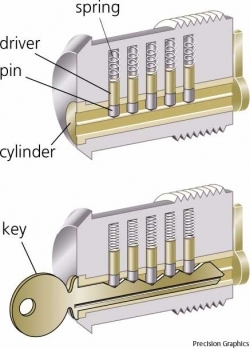 spring
driver
pin
cylinder
key
Precision Graphics